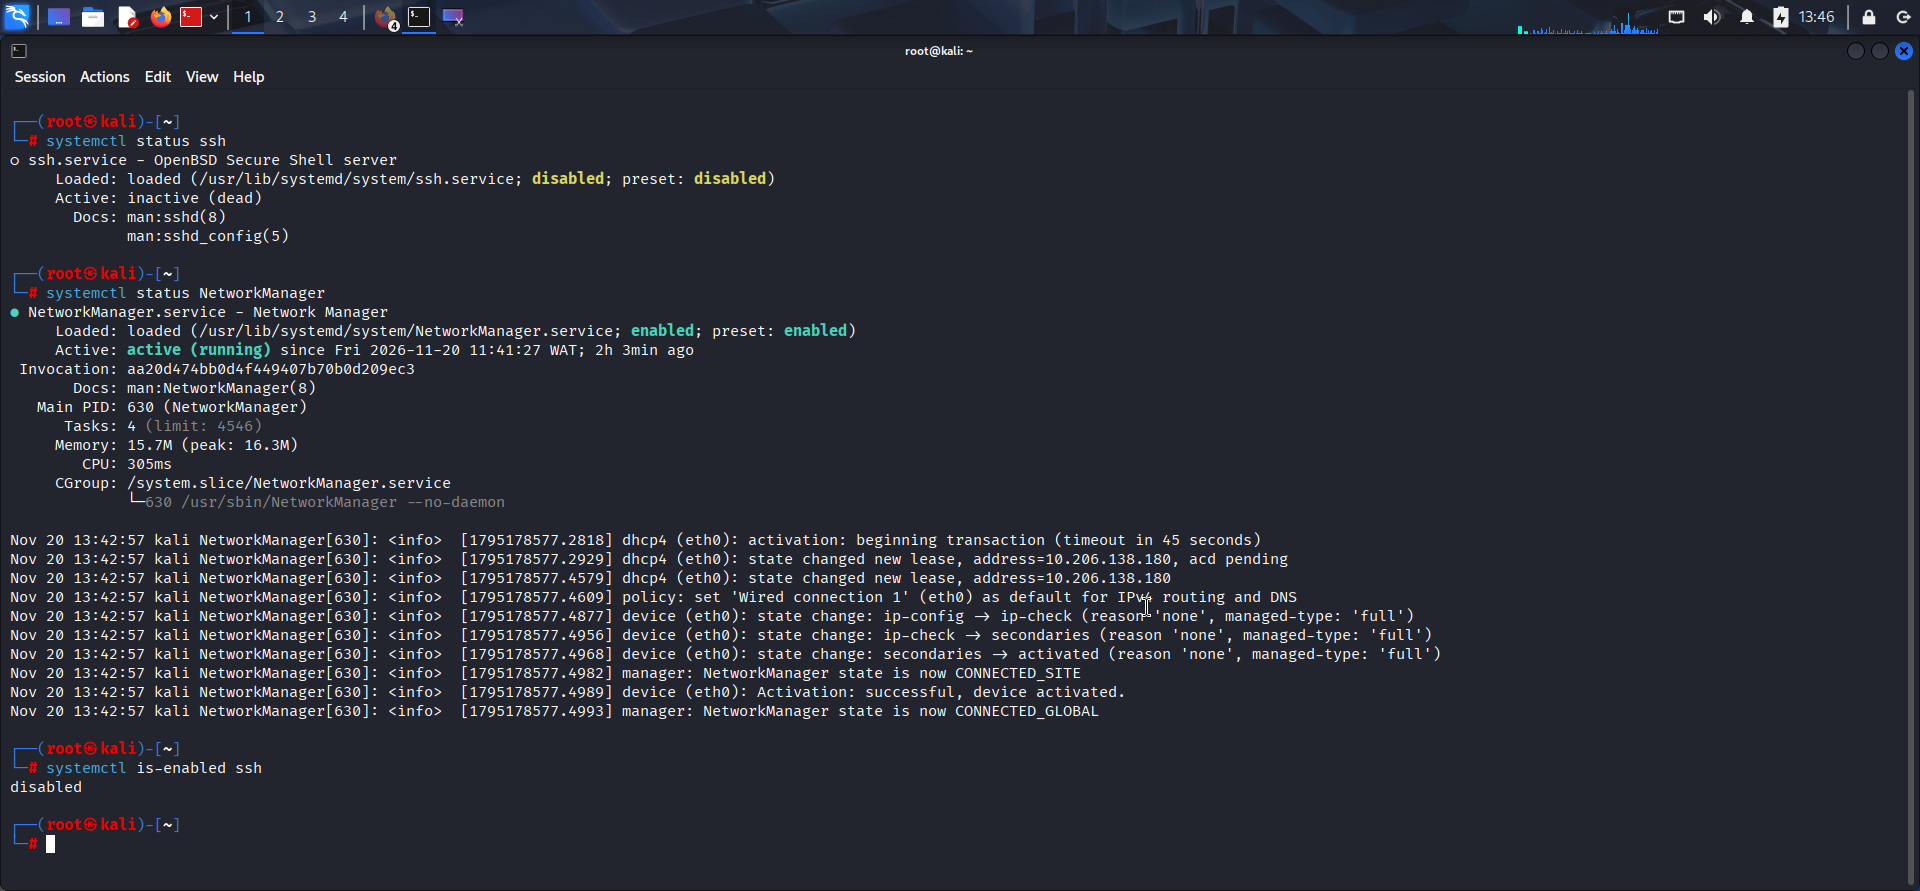 1 2 3 4
4
13:46
root@kali: ~
Session Actions Edit View Help
┌──(root㉿kali)-[~]
└─# systemctl status ssh
○ ssh.service - OpenBSD Secure Shell server
     Loaded: loaded (/usr/lib/systemd/system/ssh.service; disabled; preset: disabled)
     Active: inactive (dead)
       Docs: man:sshd(8)
             man:sshd_config(5)
┌──(root㉿kali)-[~]
└─# systemctl status NetworkManager
● NetworkManager.service - Network Manager
     Loaded: loaded (/usr/lib/systemd/system/NetworkManager.service; enabled; preset: enabled)
     Active: active (running) since Fri 2026-11-20 11:41:27 WAT; 2h 3min ago
 Invocation: aa20d474bb0d4f449407b70b0d209ec3
       Docs: man:NetworkManager(8)
   Main PID: 630 (NetworkManager)
      Tasks: 4 (limit: 4546)
     Memory: 15.7M (peak: 16.3M)
        CPU: 305ms
     CGroup: /system.slice/NetworkManager.service
             └─630 /usr/sbin/NetworkManager --no-daemon
Nov 20 13:42:57 kali NetworkManager[630]: <info>  [1795178577.2818] dhcp4 (eth0): activation: beginning transaction (timeout in 45 seconds)
Nov 20 13:42:57 kali NetworkManager[630]: <info>  [1795178577.2929] dhcp4 (eth0): state changed new lease, address=10.206.138.180, acd pending
Nov 20 13:42:57 kali NetworkManager[630]: <info>  [1795178577.4579] dhcp4 (eth0): state changed new lease, address=10.206.138.180
Nov 20 13:42:57 kali NetworkManager[630]: <info>  [1795178577.4609] policy: set 'Wired connection 1' (eth0) as default for IPv4 routing and DNS
Nov 20 13:42:57 kali NetworkManager[630]: <info>  [1795178577.4877] device (eth0): state change: ip-config -> ip-check (reason 'none', managed-type: 'full')
Nov 20 13:42:57 kali NetworkManager[630]: <info>  [1795178577.4956] device (eth0): state change: ip-check -> secondaries (reason 'none', managed-type: 'full')
Nov 20 13:42:57 kali NetworkManager[630]: <info>  [1795178577.4968] device (eth0): state change: secondaries -> activated (reason 'none', managed-type: 'full')
Nov 20 13:42:57 kali NetworkManager[630]: <info>  [1795178577.4982] manager: NetworkManager state is now CONNECTED_SITE
Nov 20 13:42:57 kali NetworkManager[630]: <info>  [1795178577.4989] device (eth0): Activation: successful, device activated.
Nov 20 13:42:57 kali NetworkManager[630]: <info>  [1795178577.4993] manager: NetworkManager state is now CONNECTED_GLOBAL
┌──(root㉿kali)-[~]
└─# systemctl is-enabled ssh
disabled
┌──(root㉿kali)-[~]
└─#